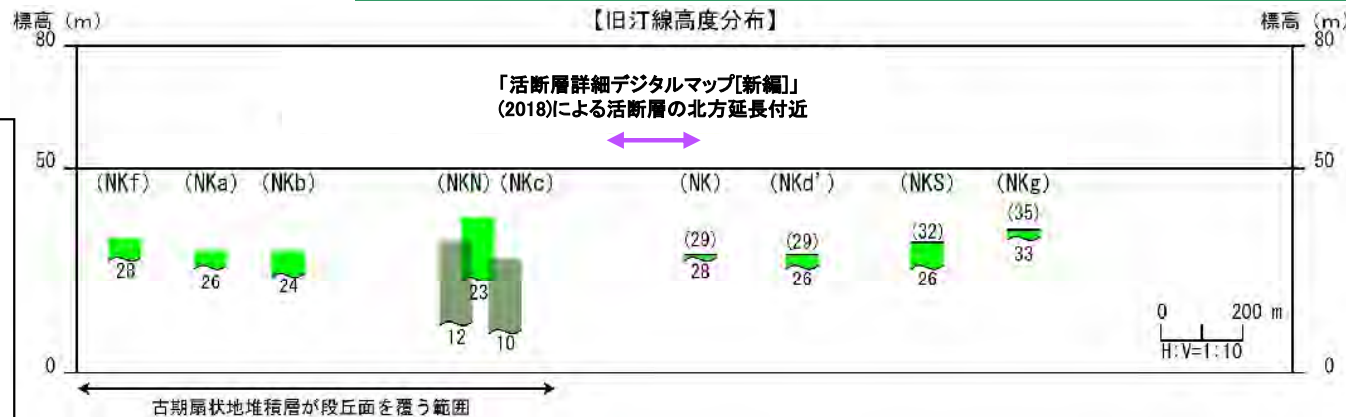 標高 (m)
【旧汀線高度分布】
標高 (m)
80
80
「活断層詳細デジタルマップ[新編]」
(2018)による活断層の北方延長付近
50
50
(NKf)
(NKa)
(NKb)
(NKN)
(NKc)
(NK)
(NKd')
(NKS)
(NKg)
28
26
24
23
12
10
(29)
28
(29)
26
(32)
26
(35)
33
0
200 m
H:V=1:10
0
0
古期扇状地堆積層が段丘面を覆う範囲